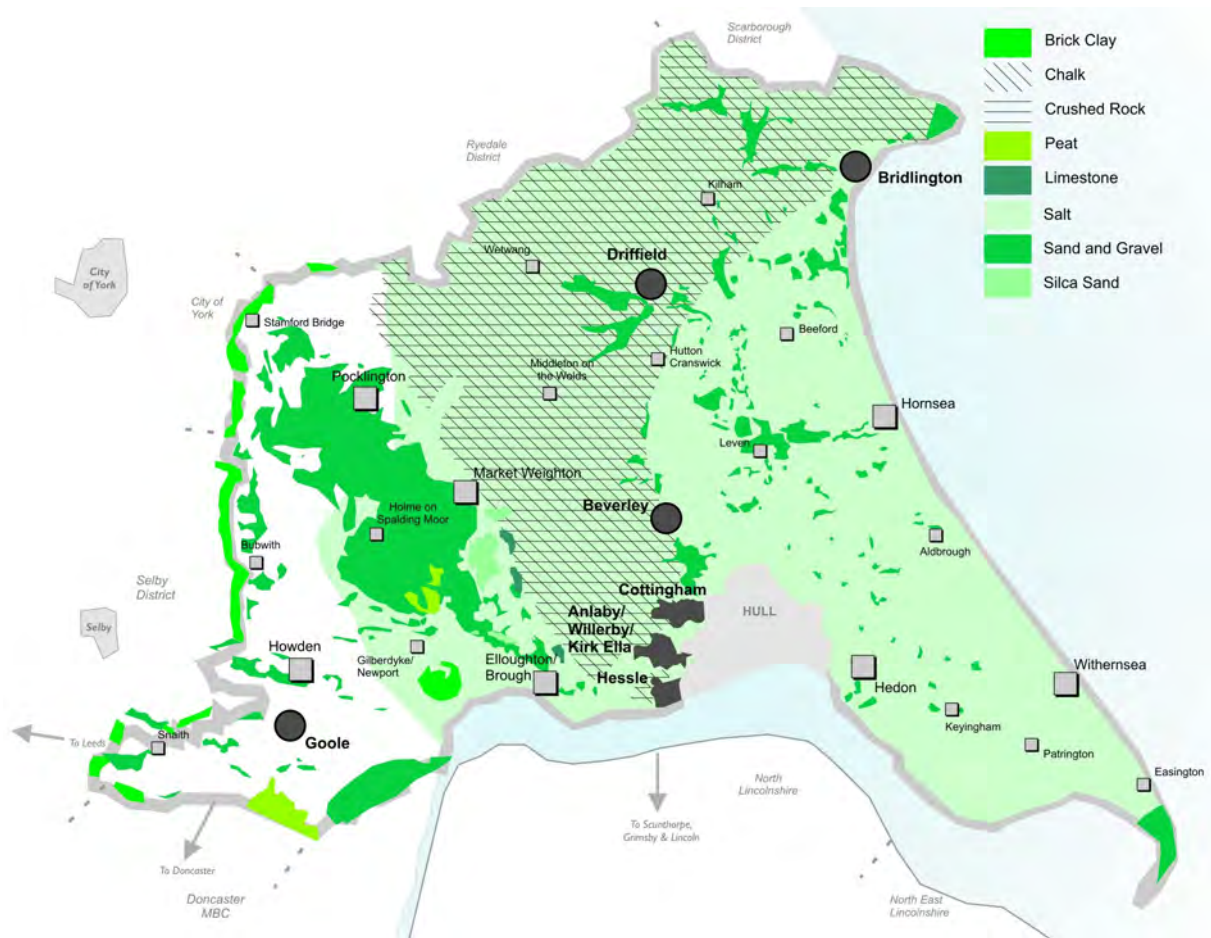 Scarborough
District
Brick Clay
Chalk
Crushed Rock
Peat
Limestone
Salt
Sand and Gravel
Silca Sand
Ryedale
District
Bridlington
Kilham
Wetwang
Driffield
City
of York
City of
York
Stamford Bridge
Beeford
Hutton
Cranswick
Middleton on
the Wolds
Pocklington
Hornsea
Leven
Market Weighton
Holme on
Spalding Moor
Beverley
Aldbrough
Bubwith
Selby
District
Selby
Cottingham
HULL
Anlaby/
Willerby/
Kirk Ella
Howden
Gilberdyke/
Newport
Elloughton/
Brough
Hessle
Hedon
Withernsea
Keyingham
To Leeds
Snaith
Goole
Patrington
Easington
North
Lincolnshire
To Scunthorpe,
Grimsby & Lincoln
To Doncaster
Doncaster
MBC
North East
Lincolnshire